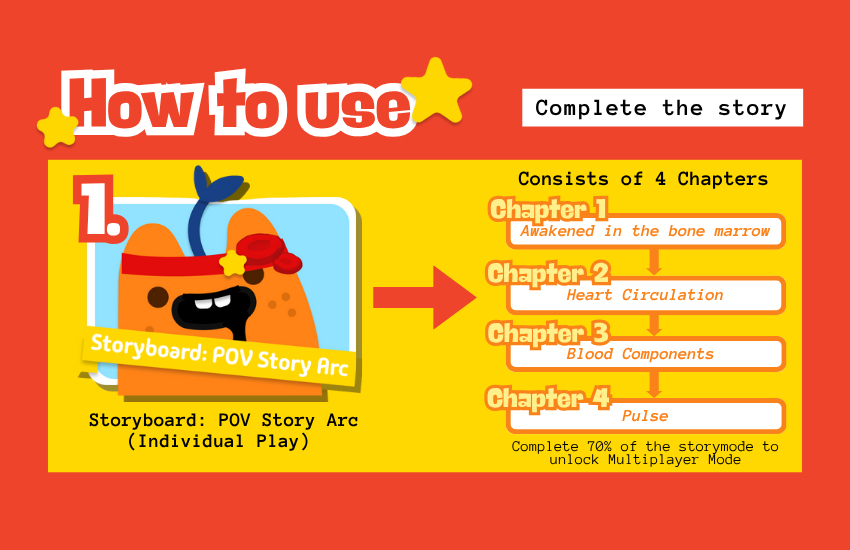 How to use
Complete the story
1.
Storyboard: POV Story Arc
Storyboard: POV Story Arc
(Individual Play)
Consists of 4 Chapters
Chapter 1
Awakened in the bone marrow
Chapter 2
Heart Circulation
Chapter 3
Blood Components
Chapter 4
Pulse
Complete 70% of the storymode to
unlock Multiplayer Mode